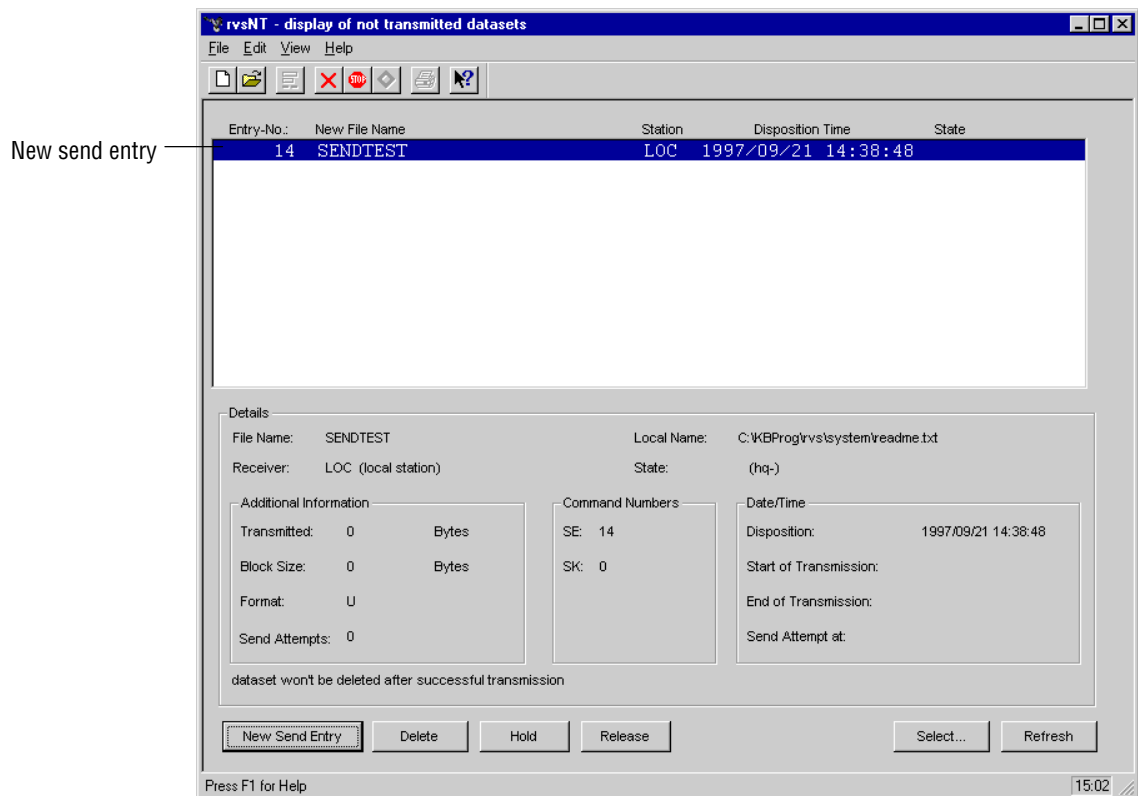 rvsNT - display of not transmitted datasets
File Edit View Help
STOP
Entry-No.: New File Name Station Disposition Time State
New send entry
14 SENDTEST LOC 1997/09/21 14:38:48
Details
File Name: SENDTEST Local Name: C:\KBProg\rvs\system\readme.txt
Receiver: LOC (local station) State: (hq-)
Additional Information Command Numbers Date/Time
Transmitted: 0 Bytes SE: 14 Disposition: 1997/09/21 14:38:48
Block Size: 0 Bytes SK: 0 Start of Transmission:
Format: U End of Transmission:
Send Attempts: 0 Send Attempt at:
dataset won't be deleted after successful transmission
New Send Entry Delete Hold Release Select... Refresh
Press F1 for Help 15:02